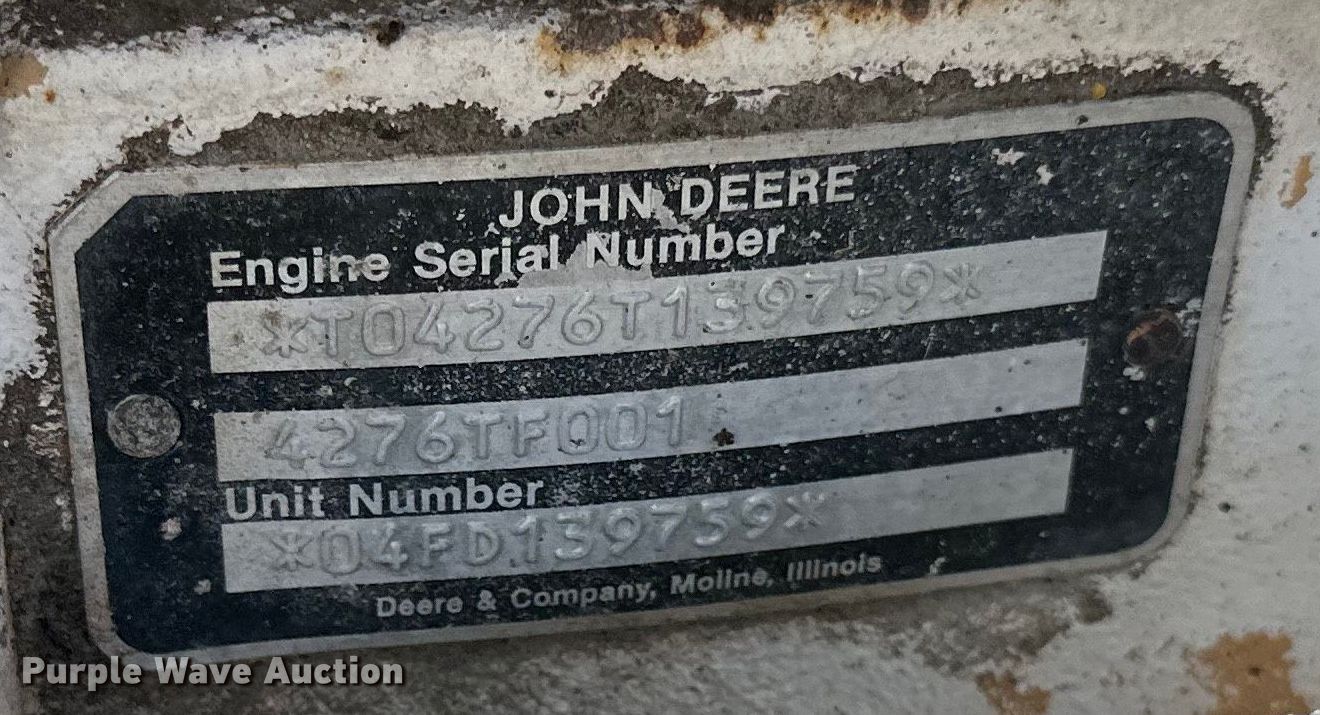 JOHN DEERE
Engine Serial Number
*T04276T139759*
4276TF001
Unit Number
*04FD139759*
Deere & Company, Moline, Illinois
Purple Wave Auction